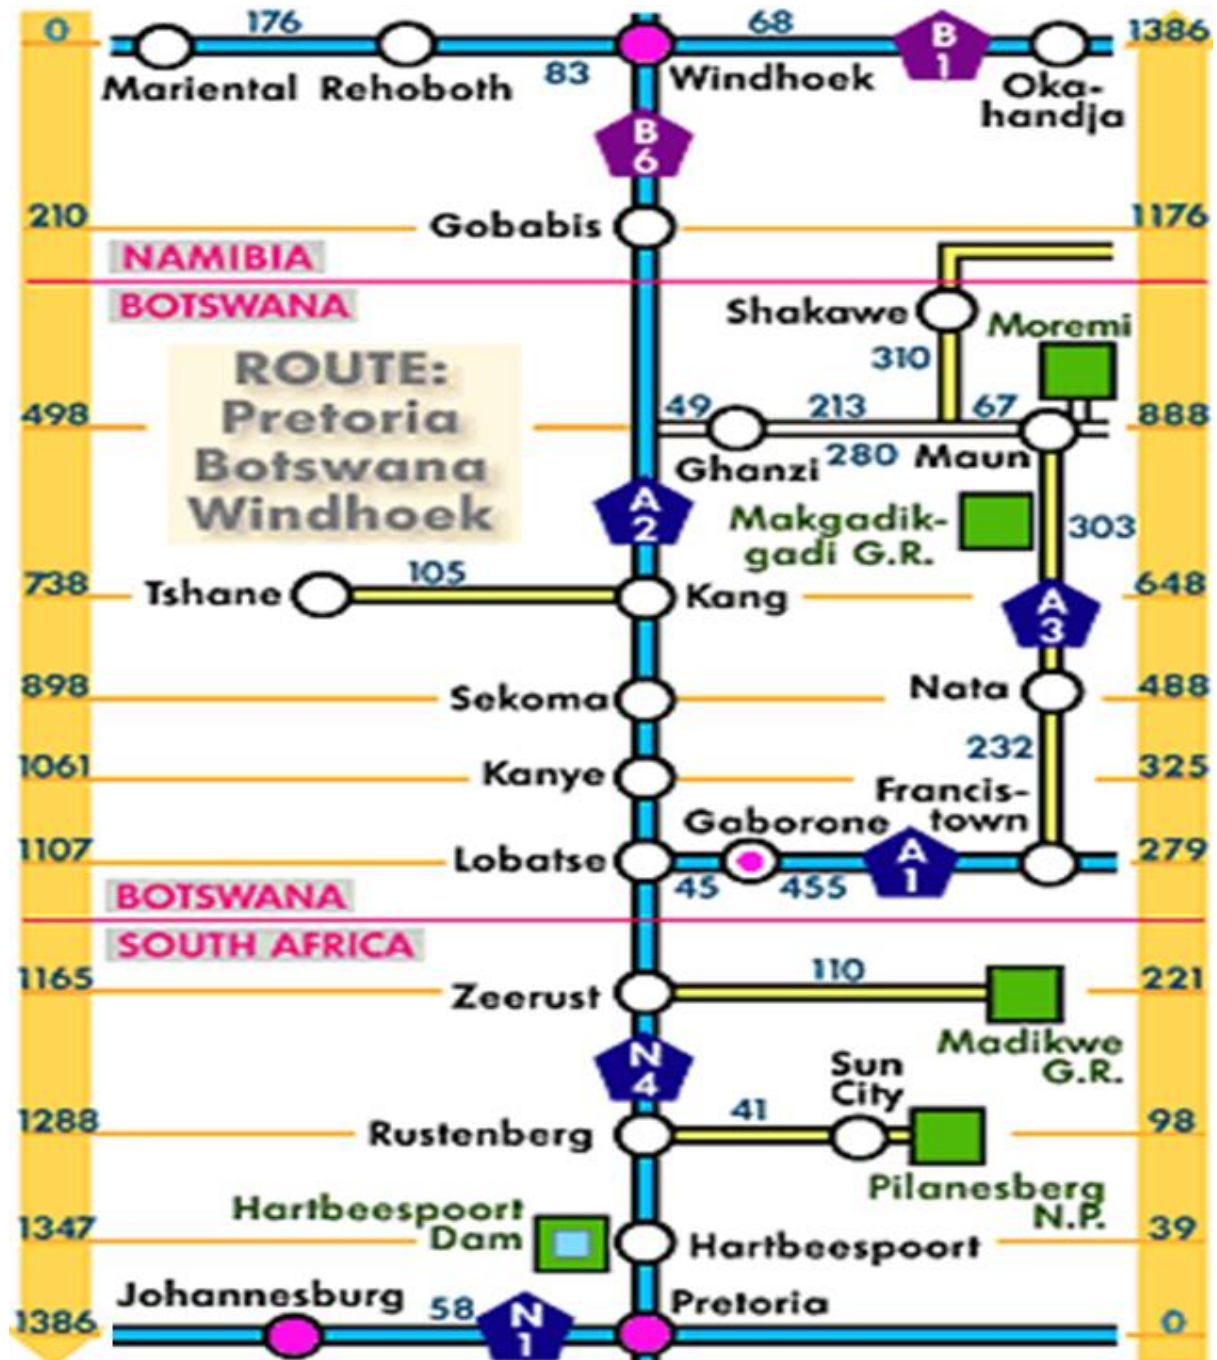 0
176
68
B
1
1386
Mariental
Rehoboth
83
Windhoek
Oka-
handja
B
6
210
Gobabis
1176
NAMIBIA
BOTSWANA
Shakawe
Moremi
310
ROUTE:
Pretoria
Botswana
Windhoek
498
49
213
67
888
Ghanzi
280
Maun
A
2
Makgadik-
gadi G.R.
303
738
Tshane
105
Kang
648
A
3
898
Sekoma
Nata
488
232
1061
Kanye
325
Francis-
town
Gaborone
1107
Lobatse
A
1
279
45
455
BOTSWANA
SOUTH AFRICA
1165
Zeerust
110
221
Madikwe
G.R.
N
4
Sun
City
1288
Rustenberg
41
98
Pilanesberg
N.P.
Hartbeespoort
Dam
1347
Hartbeespoort
39
Johannesburg
58
N
1
Pretoria
1386
0